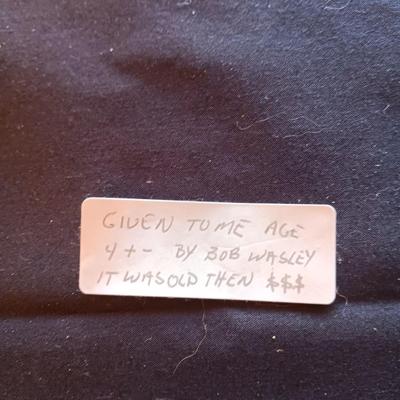 GIVEN TO ME AGE
4 + - BY BOB WASLEY
IT WAS OLD THEN $$$